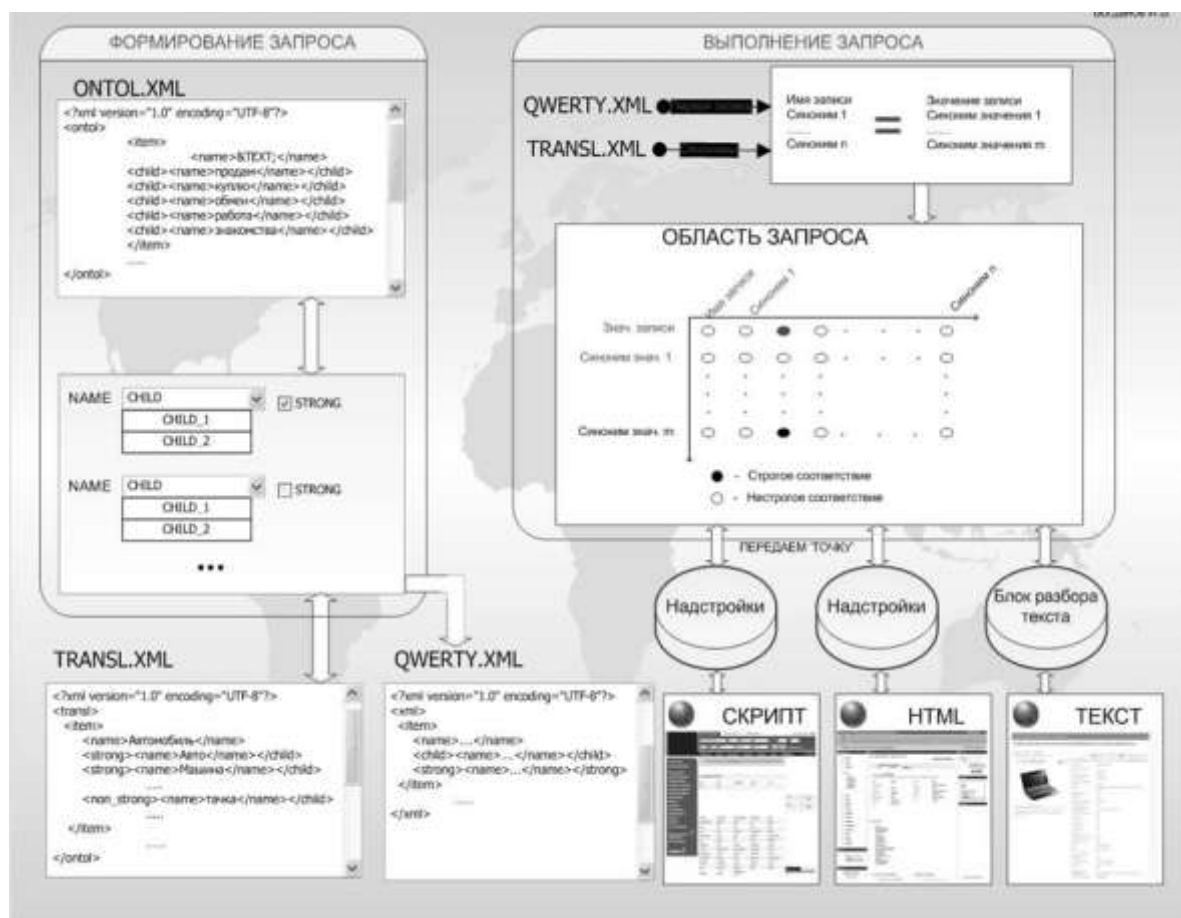 ФОРМИРОВАНИЕ ЗАПРОСА
ONTOL.XML
<?xml version="1.0" encoding="UTF-8"?>
<ontol>
<item>
<name>&TEXT;</name>
<child><name>продам</name></child>
<child><name>куплю</name></child>
<child><name>обмен</name></child>
<child><name>работа</name></child>
<child><name>знакомства</name></child>
</item>
......
</ontol>
NAME CHILD STRONG
CHILD_1
CHILD_2
NAME CHILD STRONG
CHILD_1
CHILD_2
...
TRANSL.XML
<?xml version="1.0" encoding="UTF-8"?>
<transl>
<item>
<name>Автомобиль</name>
<strong><name>Авто</name></child>
<strong><name>Машина</name></child>
......
<non_strong><name>тачка</name></child>
......
</item>
......
</ontol>
QWERTY.XML
<?xml version="1.0" encoding="UTF-8"?>
<xml>
<item>
<name>...</name>
<child><name>...</name></child>
<strong><name>...</name></strong>
</item>
......
</xml>
ВЫПОЛНЕНИЕ ЗАПРОСА
QWERTY.XML
TRANSL.XML
Имя записи = Значение записи
Синоним 1 Синоним значения 1
...... ......
Синоним n Синоним значения m
ОБЛАСТЬ ЗАПРОСА
Имя записи Синоним 1 Синоним n
Знач. записи
Синоним знач. 1
Синоним знач. m
- Строгое соответствие
- Нестрогое соответствие
ПЕРЕДАЕМ 'ТОЧКУ'
Надстройки Надстройки Блок разбора
текста
СКРИПТ HTML ТЕКСТ